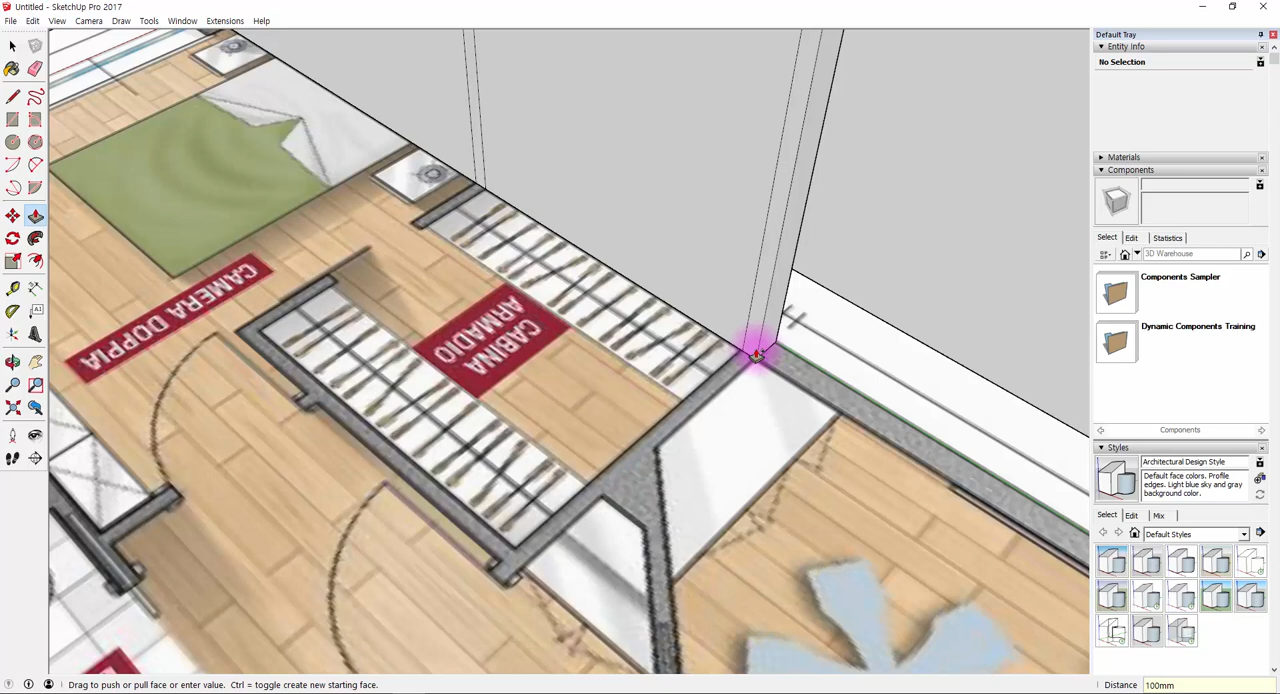 Untitled - SketchUp Pro 2017
File Edit View Camera Draw Tools Window Extensions Help
Default Tray
Entity Info
No Selection
Materials
Components
Select Edit Statistics
3D Warehouse
Components Sampler
Dynamic Components Training
Components
Styles
Architectural Design Style
Default face colors. Profile
edges. Light blue sky and gray
background color.
Select Edit Mix
Default Styles
CAMERA DOPPIA
CABINA
ARMADIO
Drag to push or pull face or enter value. Ctrl = toggle create new starting face.
Distance 100mm